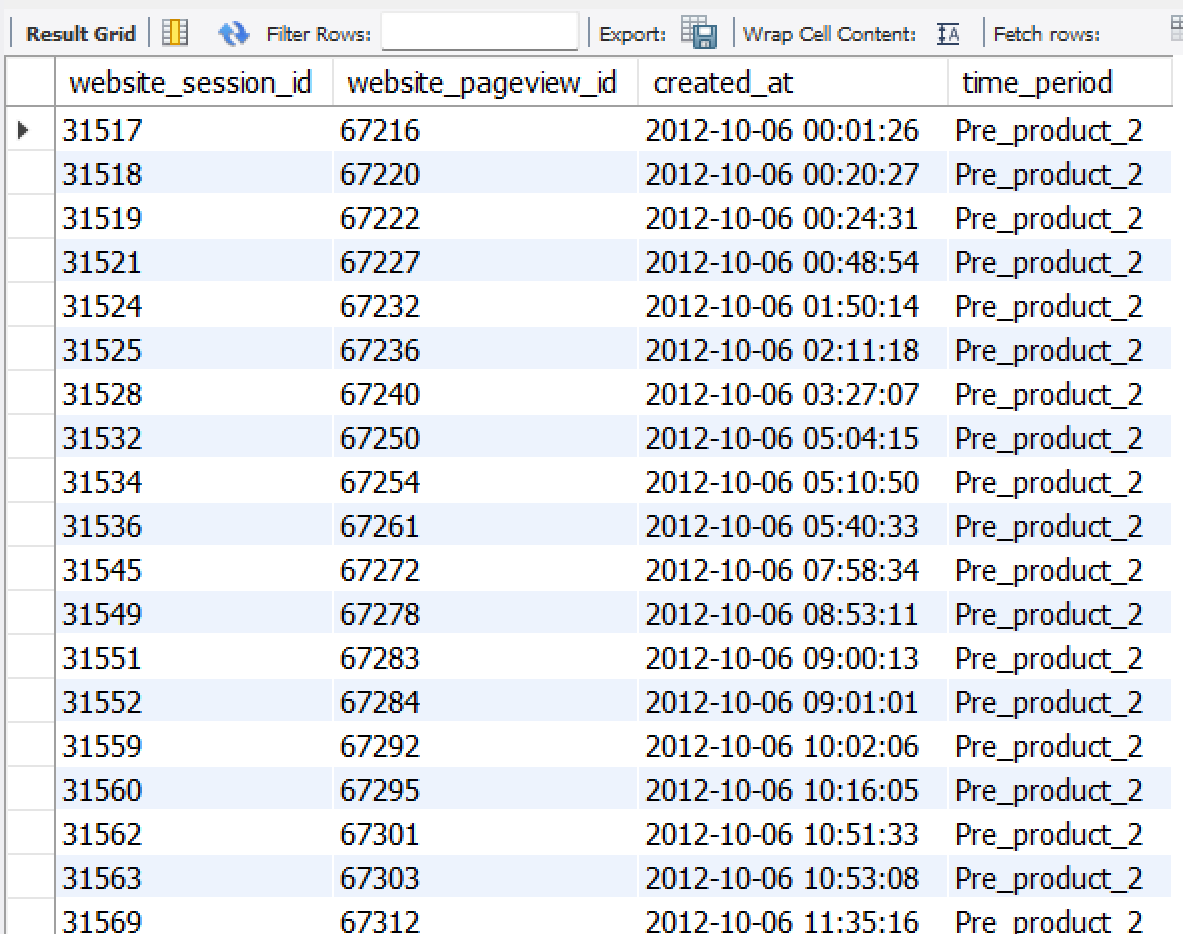 Result Grid Filter Rows: Export: Wrap Cell Content: Fetch rows:
website_session_id website_pageview_id created_at time_period
31517 67216 2012-10-06 00:01:26 Pre_product_2
31518 67220 2012-10-06 00:20:27 Pre_product_2
31519 67222 2012-10-06 00:24:31 Pre_product_2
31521 67227 2012-10-06 00:48:54 Pre_product_2
31524 67232 2012-10-06 01:50:14 Pre_product_2
31525 67236 2012-10-06 02:11:18 Pre_product_2
31528 67240 2012-10-06 03:27:07 Pre_product_2
31532 67250 2012-10-06 05:04:15 Pre_product_2
31534 67254 2012-10-06 05:10:50 Pre_product_2
31536 67261 2012-10-06 05:40:33 Pre_product_2
31545 67272 2012-10-06 07:58:34 Pre_product_2
31549 67278 2012-10-06 08:53:11 Pre_product_2
31551 67283 2012-10-06 09:00:13 Pre_product_2
31552 67284 2012-10-06 09:01:01 Pre_product_2
31559 67292 2012-10-06 10:02:06 Pre_product_2
31560 67295 2012-10-06 10:16:05 Pre_product_2
31562 67301 2012-10-06 10:51:33 Pre_product_2
31563 67303 2012-10-06 10:53:08 Pre_product_2
31569 67312 2012-10-06 11:35:16 Pre_product_2